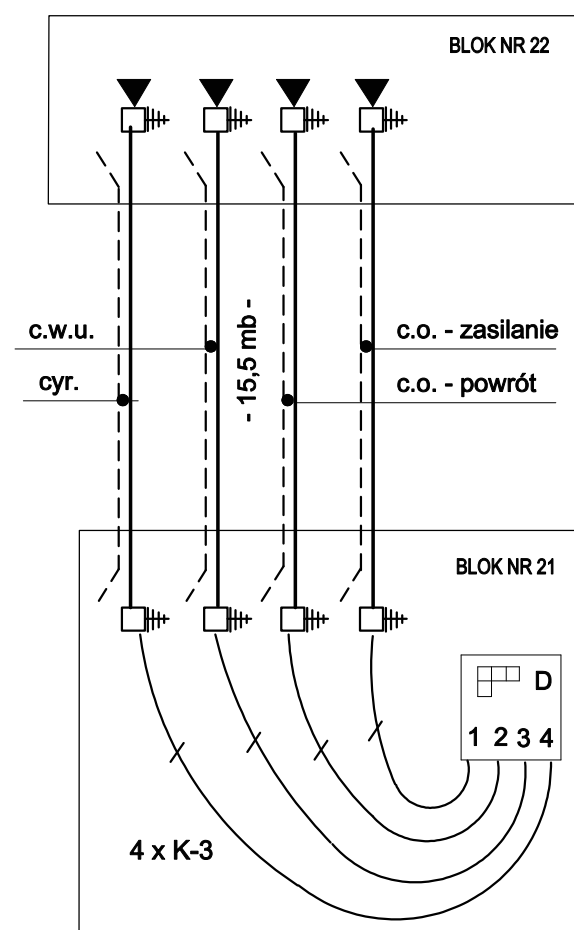 BLOK NR 22
c.w.u.
c.o. - zasilanie
- 15,5 mb -
cyr.
c.o. - powrót
BLOK NR 21
D
1 2 3 4
4 x K-3